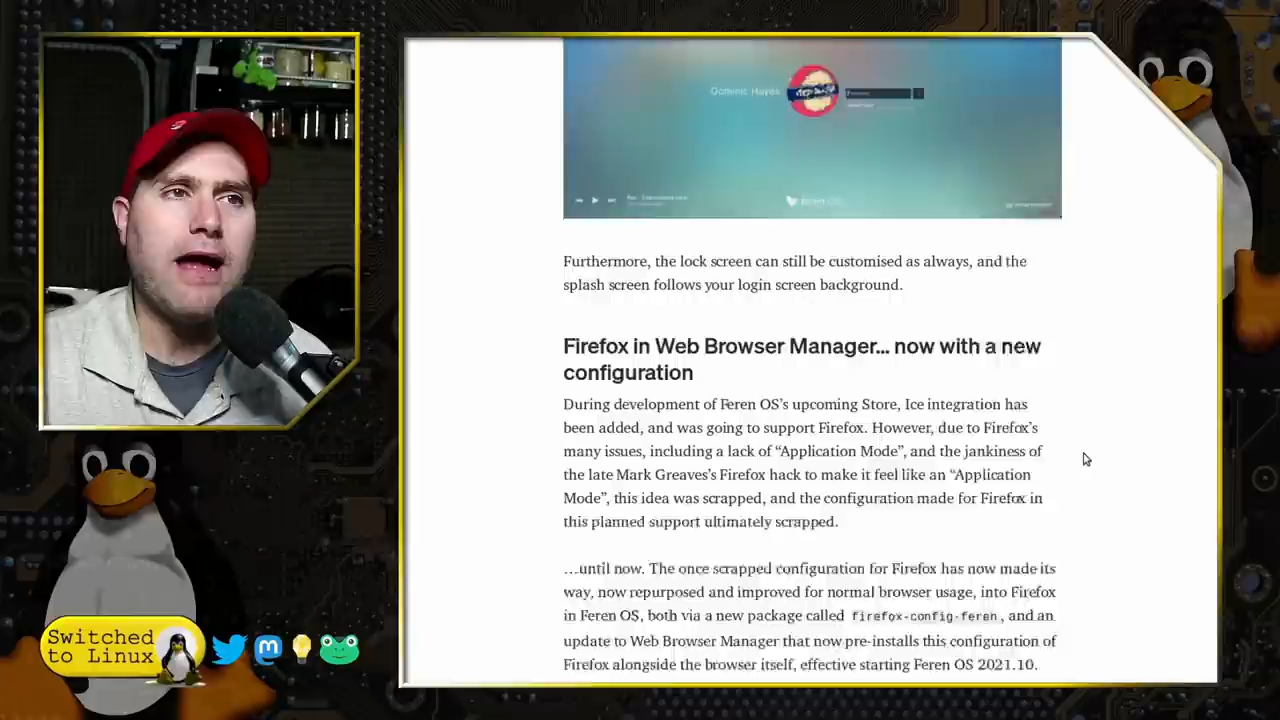 Dominic Hayes
Furthermore, the lock screen can still be customised as always, and the
splash screen follows your login screen background.
Firefox in Web Browser Manager... now with a new
configuration
During development of Feren OS's upcoming Store, Ice integration has
been added, and was going to support Firefox. However, due to Firefox's
many issues, including a lack of “Application Mode”, and the jankiness of
the late Mark Greaves's Firefox hack to make it feel like an “Application
Mode”, this idea was scrapped, and the configuration made for Firefox in
this planned support ultimately scrapped.
…until now. The once scrapped configuration for Firefox has now made its
way, now repurposed and improved for normal browser usage, into Firefox
in Feren OS, both via a new package called firefox-config-feren, and an
update to Web Browser Manager that now pre-installs this configuration of
Firefox alongside the browser itself, effective starting Feren OS 2021.10.
Switched
to Linux